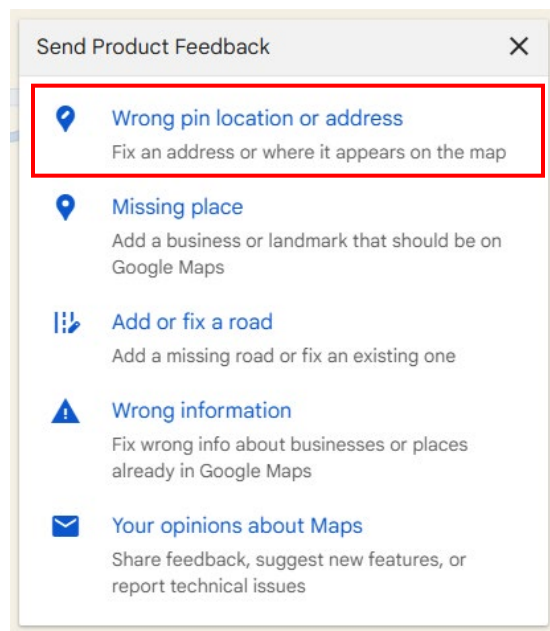 Send Product Feedback
Wrong pin location or address
Fix an address or where it appears on the map
Missing place
Add a business or landmark that should be on
Google Maps
Add or fix a road
Add a missing road or fix an existing one
Wrong information
Fix wrong info about businesses or places
already in Google Maps
Your opinions about Maps
Share feedback, suggest new features, or
report technical issues